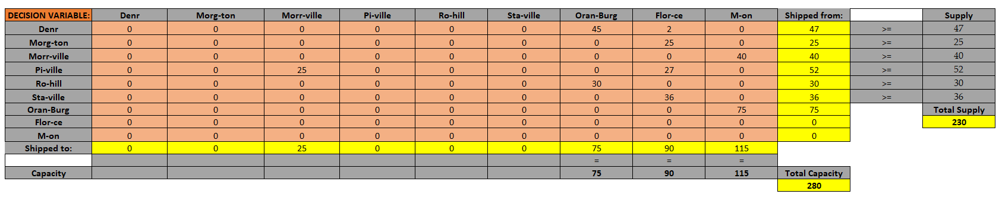 DECISION VARIABLE: Denr Morg-ton Morr-ville Pi-ville Ro-hill Sta-ville Oran-Burg Flor-ce M-on Shipped from: Supply
Denr 0 0 0 0 0 0 45 2 0 47 >= 47
Morg-ton 0 0 0 0 0 0 0 25 0 25 >= 25
Morr-ville 0 0 0 0 0 0 0 0 40 40 >= 40
Pi-ville 0 0 25 0 0 0 0 27 0 52 >= 52
Ro-hill 0 0 0 0 0 0 30 0 0 30 >= 30
Sta-ville 0 0 0 0 0 0 0 36 0 36 >= 36
Oran-Burg 0 0 0 0 0 0 0 0 75 75 Total Supply
Flor-ce 0 0 0 0 0 0 0 0 0 0 230
M-on 0 0 0 0 0 0 0 0 0 0
Shipped to: 0 0 25 0 0 0 75 90 115
= = =
Capacity 75 90 115 Total Capacity
280